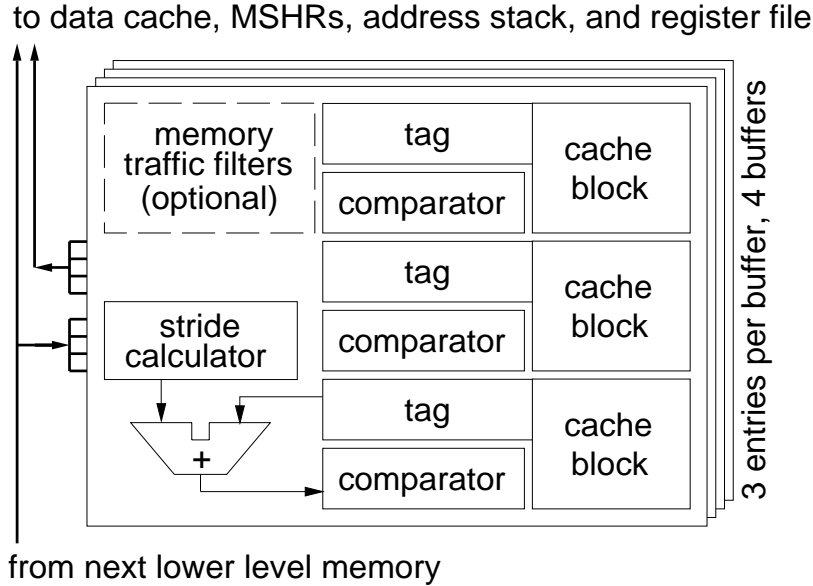 to data cache, MSHRs, address stack, and register file
memory
traffic filters
(optional)
tag
comparator
cache
block
tag
comparator
cache
block
stride
calculator
+
tag
comparator
cache
block
3 entries per buffer, 4 buffers
from next lower level memory